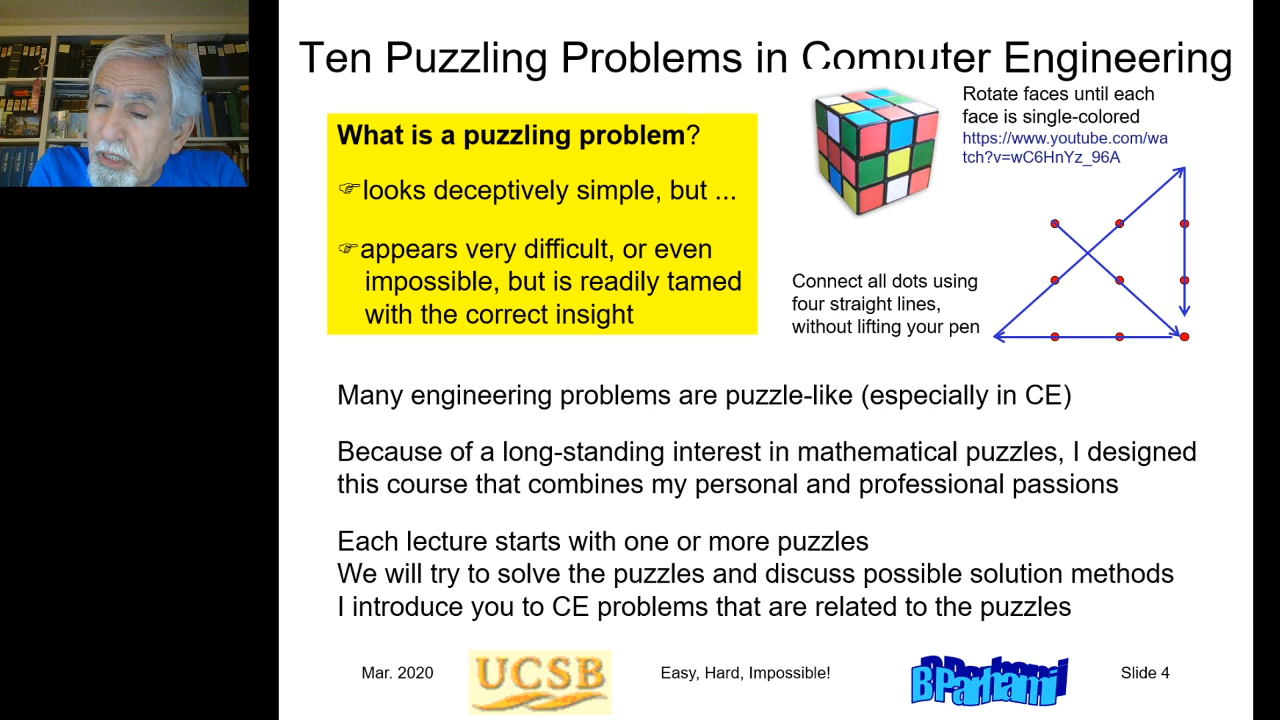 Ten Puzzling Problems in Computer Engineering
What is a puzzling problem?
☞looks deceptively simple, but ...
☞appears very difficult, or even
impossible, but is readily tamed
with the correct insight
Rotate faces until each
face is single-colored
https://www.youtube.com/wa
tch?v=wC6HnYz_96A
Connect all dots using
four straight lines,
without lifting your pen
Many engineering problems are puzzle-like (especially in CE)
Because of a long-standing interest in mathematical puzzles, I designed
this course that combines my personal and professional passions
Each lecture starts with one or more puzzles
We will try to solve the puzzles and discuss possible solution methods
I introduce you to CE problems that are related to the puzzles
Mar. 2020
UCSB
Easy, Hard, Impossible!
BParhami
Slide 4